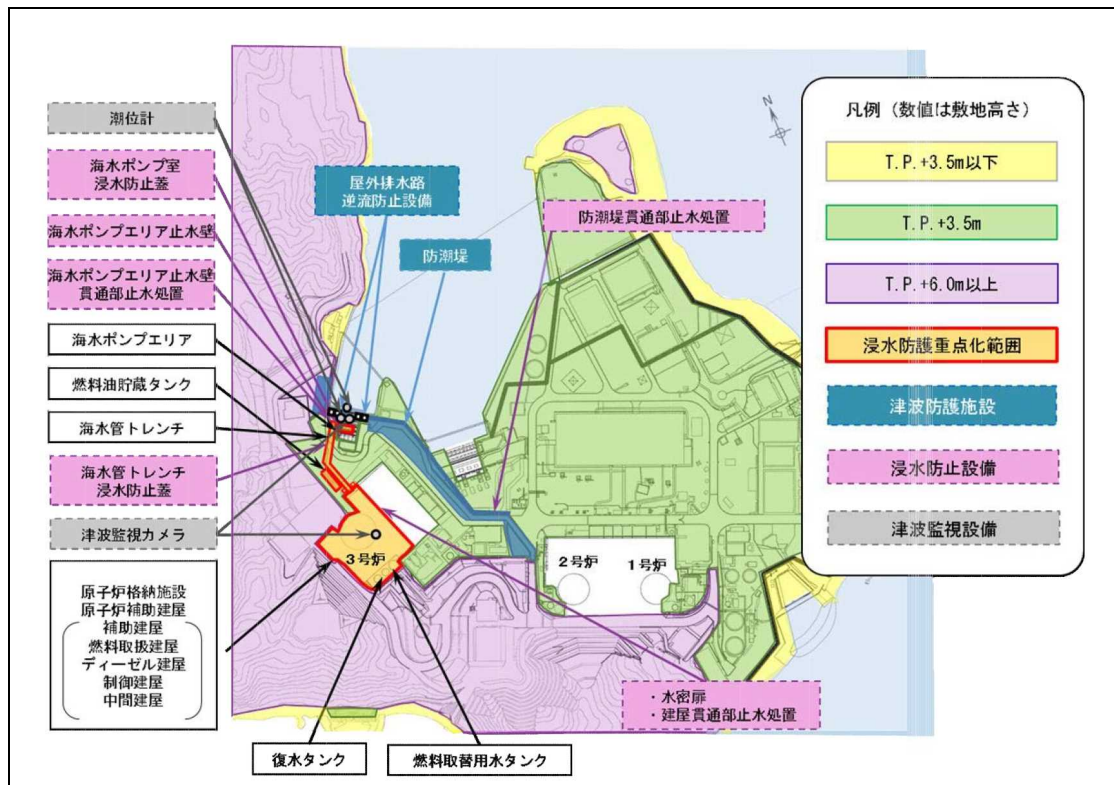 潮位計
海水ポンプ室
浸水防止蓋
海水ポンプエリア止水壁
海水ポンプエリア止水壁
貫通部止水処置
海水ポンプエリア
燃料油貯蔵タンク
海水管トレンチ
海水管トレンチ
浸水防止蓋
津波監視カメラ
原子炉格納施設
原子炉補助建屋
補助建屋
燃料取扱建屋
ディーゼル建屋
制御建屋
中間建屋
屋外排水路
逆流防止設備
防潮堤
防潮堤貫通部止水処置
N
3号炉
2号炉
1号炉
・水密扉
・建屋貫通部止水処置
復水タンク
燃料取替用水タンク
凡例（数値は敷地高さ）
T.P.+3.5m以下
T.P.+3.5m
T.P.+6.0m以上
浸水防護重点化範囲
津波防護施設
浸水防止設備
津波監視設備